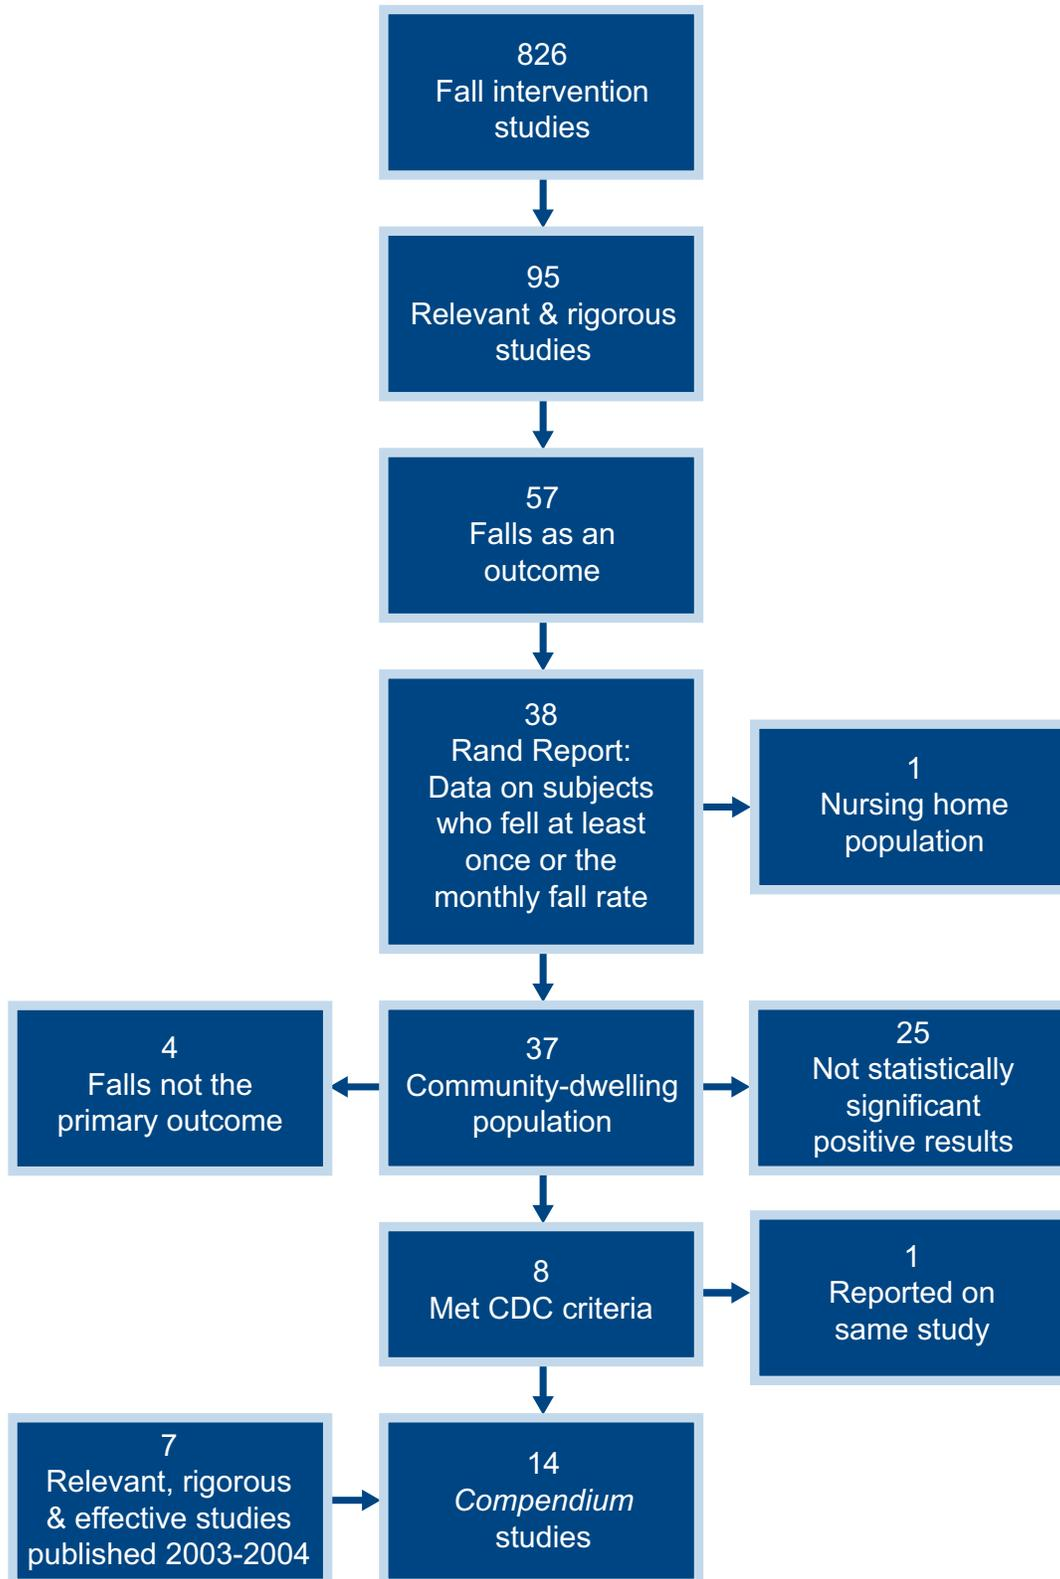 826
Fall intervention
studies
95
Relevant & rigorous
studies
57
Falls as an
outcome
38
Rand Report:
Data on subjects
who fell at least
once or the
monthly fall rate
1
Nursing home
population
4
Falls not the
primary outcome
37
Community-dwelling
population
25
Not statistically
significant
positive results
8
Met CDC criteria
1
Reported on
same study
7
Relevant, rigorous
& effective studies
published 2003-2004
14
Compendium
studies